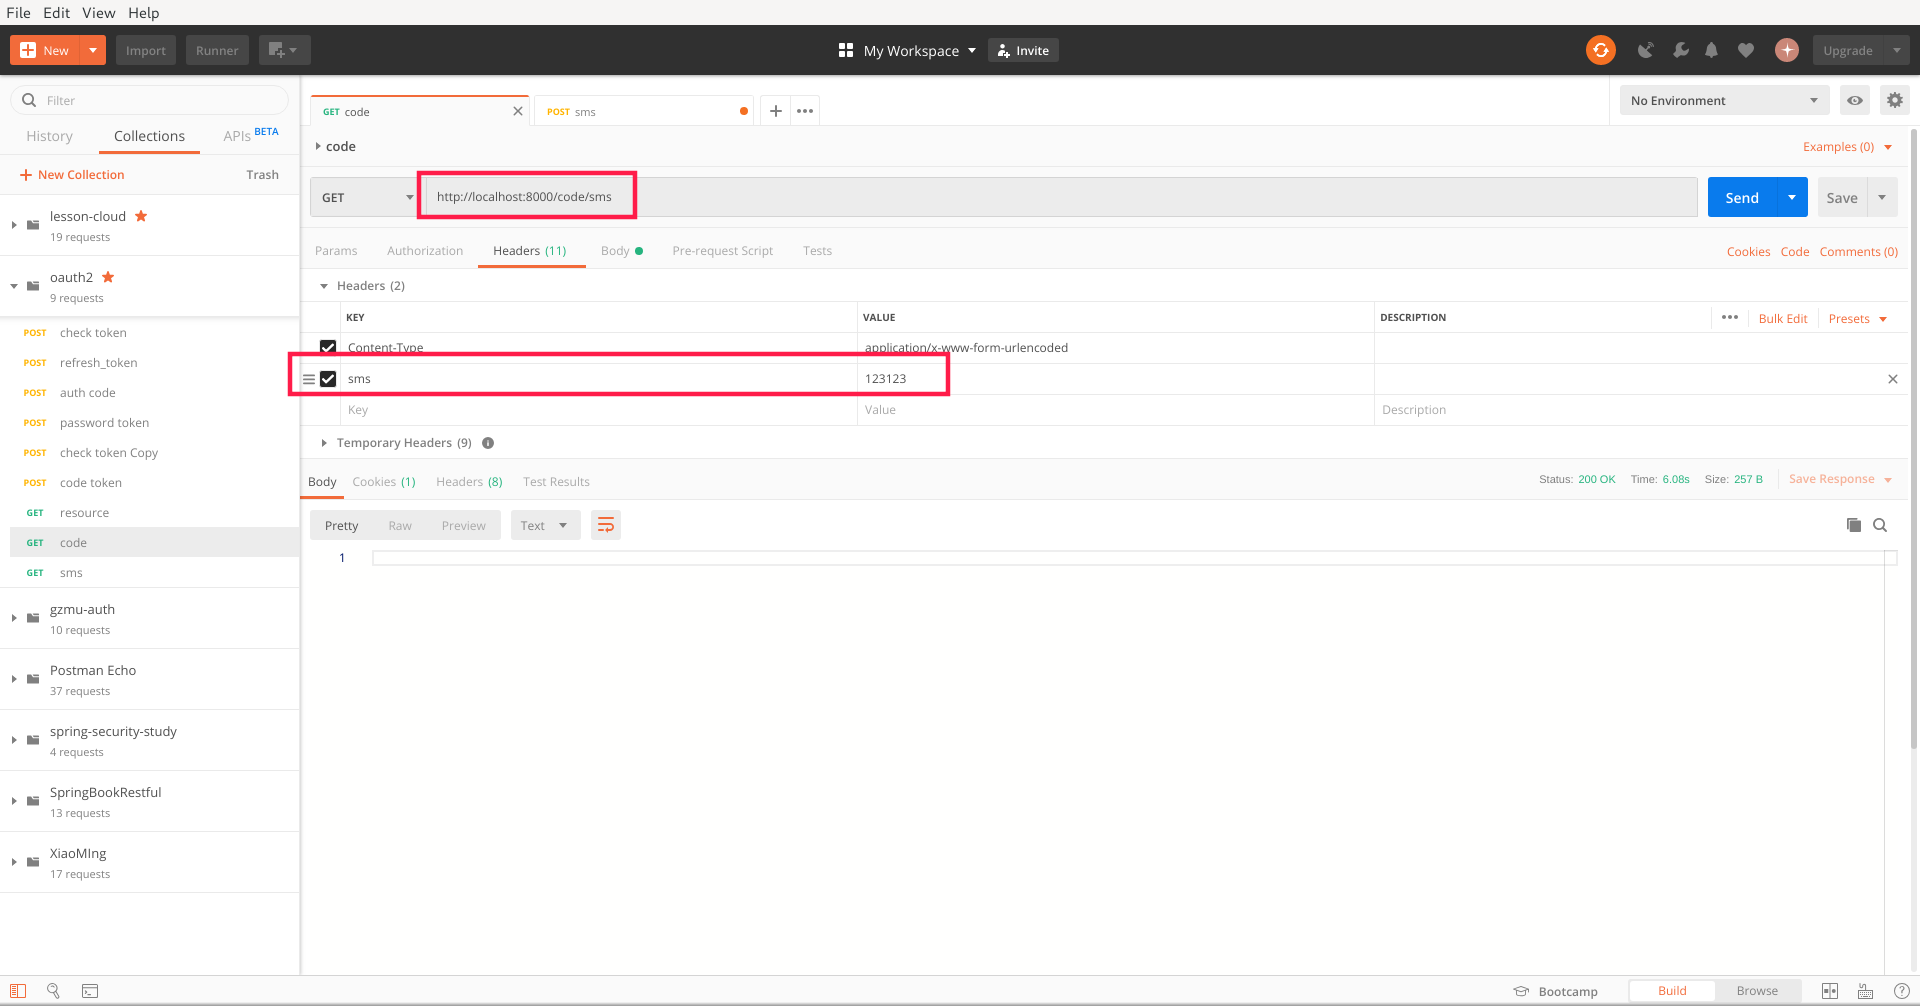 File Edit View Help
New Import Runner My Workspace Invite Upgrade
Filter
History Collections APIs BETA
New Collection Trash
lesson-cloud
19 requests
oauth2
9 requests
POST check token
POST refresh_token
POST auth code
POST password token
POST check token Copy
POST code token
GET resource
GET code
GET sms
gzmu-auth
10 requests
Postman Echo
37 requests
spring-security-study
4 requests
SpringBookRestful
13 requests
XiaoMIng
17 requests
GET code POST sms No Environment
code Examples (0)
GET http://localhost:8000/code/sms Send Save
Params Authorization Headers (11) Body Pre-request Script Tests Cookies Code Comments (0)
Headers (2)
KEY VALUE DESCRIPTION Bulk Edit Presets
Content-Type application/x-www-form-urlencoded
sms 123123
Key Value Description
Temporary Headers (9)
Body Cookies (1) Headers (8) Test Results Status: 200 OK Time: 6.08s Size: 257 B Save Response
Pretty Raw Preview Text
1
Bootcamp Build Browse